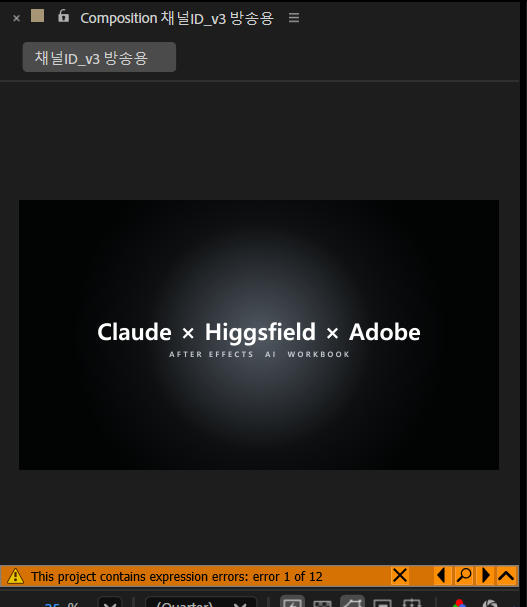 Composition 채널ID_v3 방송용
채널ID_v3 방송용
Claude × Higgsfield × Adobe
AFTER EFFECTS AI WORKBOOK
This project contains expression errors: error 1 of 12
(Quarter)